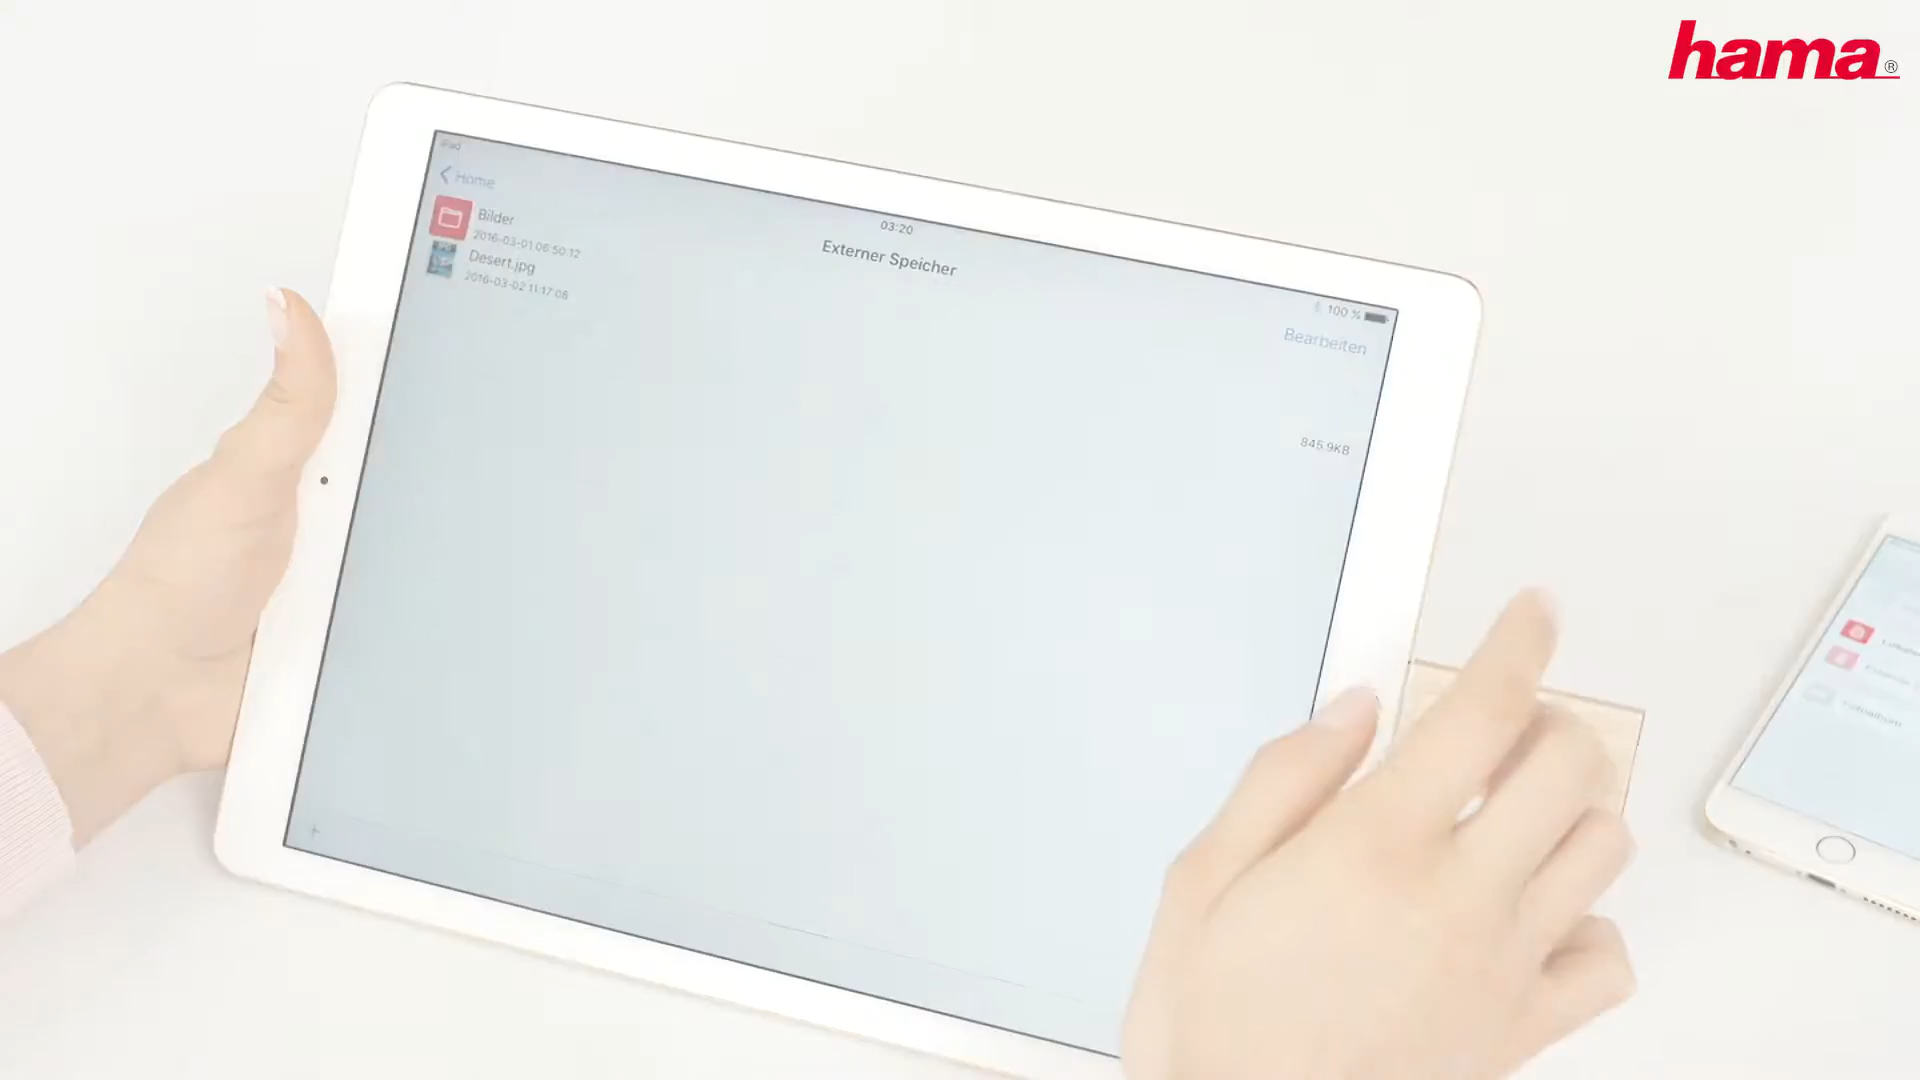 hama®
iPad
Home
03:20
Externer Speicher
100 %
Bearbeiten
Bilder
2016-03-01 06:50:12
Desert.jpg
2016-03-02 11:17:08
845.9KB
+
Fotoalbum